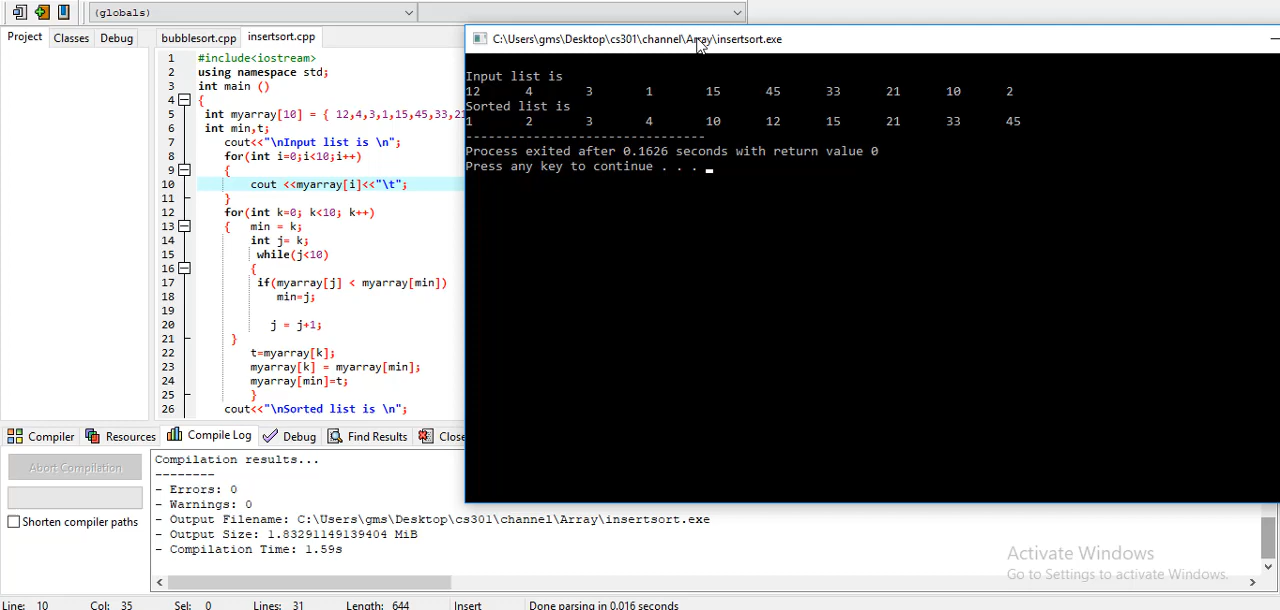 (globals)
Project Classes Debug
bubblesort.cpp insertsort.cpp
1 #include<iostream>
2 using namespace std;
3 int main ()
4 {
5 int myarray[10] = { 12,4,3,1,15,45,33,21
6 int min,t;
7 cout<<"\nInput list is \n";
8 for(int i=0;i<10;i++)
9 {
10 cout <<myarray[i]<<"\t";
11 }
12 for(int k=0; k<10; k++)
13 { min = k;
14 int j= k;
15 while(j<10)
16 {
17 if(myarray[j] < myarray[min])
18 min=j;
19
20 j = j+1;
21 }
22 t=myarray[k];
23 myarray[k] = myarray[min];
24 myarray[min]=t;
25 }
26 cout<<"\nSorted list is \n";
C:\Users\gms\Desktop\cs301\channel\Array\insertsort.exe
Input list is
12 4 3 1 15 45 33 21 10 2
Sorted list is
1 2 3 4 10 12 15 21 33 45
--------------------------------
Process exited after 0.1626 seconds with return value 0
Press any key to continue . . .
Compiler Resources Compile Log Debug Find Results Close
Abort Compilation
Shorten compiler paths
Compilation results...
--------
- Errors: 0
- Warnings: 0
- Output Filename: C:\Users\gms\Desktop\cs301\channel\Array\insertsort.exe
- Output Size: 1.83291149139404 MiB
- Compilation Time: 1.59s
Activate Windows
Go to Settings to activate Windows.
Line: 10 Col: 35 Sel: 0 Lines: 31 Length: 644 Insert Done parsing in 0.016 seconds